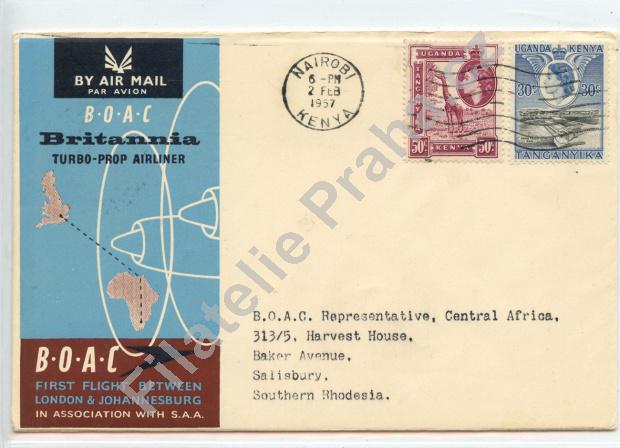 BY AIR MAIL
PAR AVION
B·O·A·C
Britannia
TURBO-PROP AIRLINER
B·O·A·C
FIRST FLIGHT BETWEEN
LONDON & JOHANNESBURG
IN ASSOCIATION WITH S.A.A.
NAIROBI
6-PM
2 FEB
1957
KENYA
UGANDA
50c KENYA 50c
UGANDA KENYA
30c 30c
TANGANYIKA
B.O.A.C. Representative, Central Africa,
313/5, Harvest House,
Baker Avenue,
Salisbury,
Southern Rhodesia.